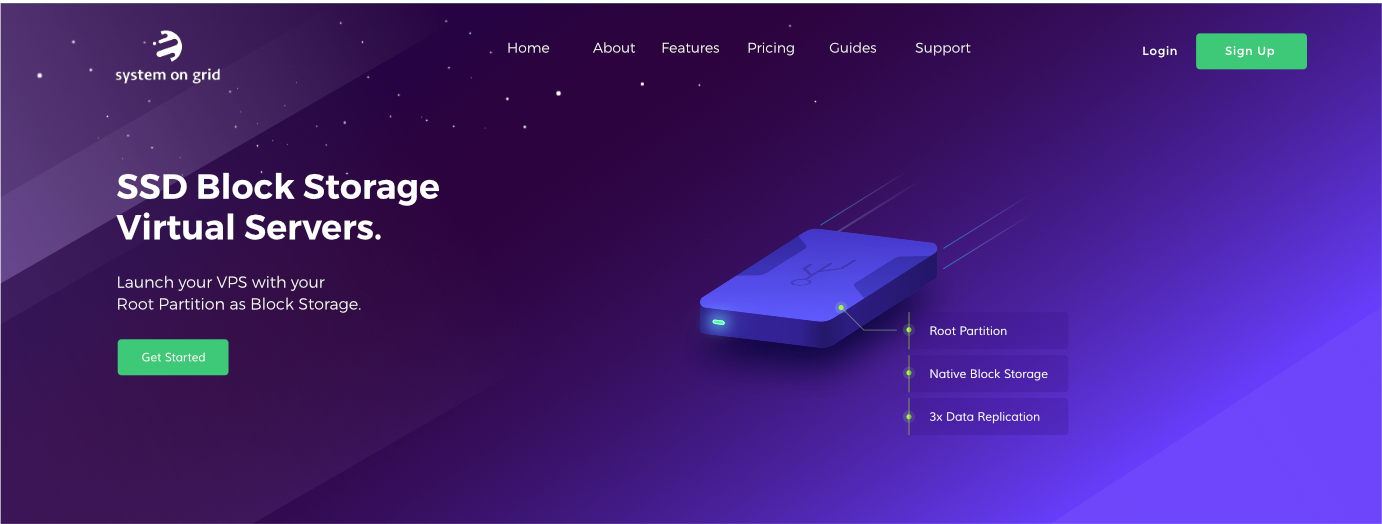 system on grid
Home About Features Pricing Guides Support
Login Sign Up
SSD Block Storage
Virtual Servers.
Launch your VPS with your
Root Partition as Block Storage.
Get Started
Root Partition
Native Block Storage
3x Data Replication